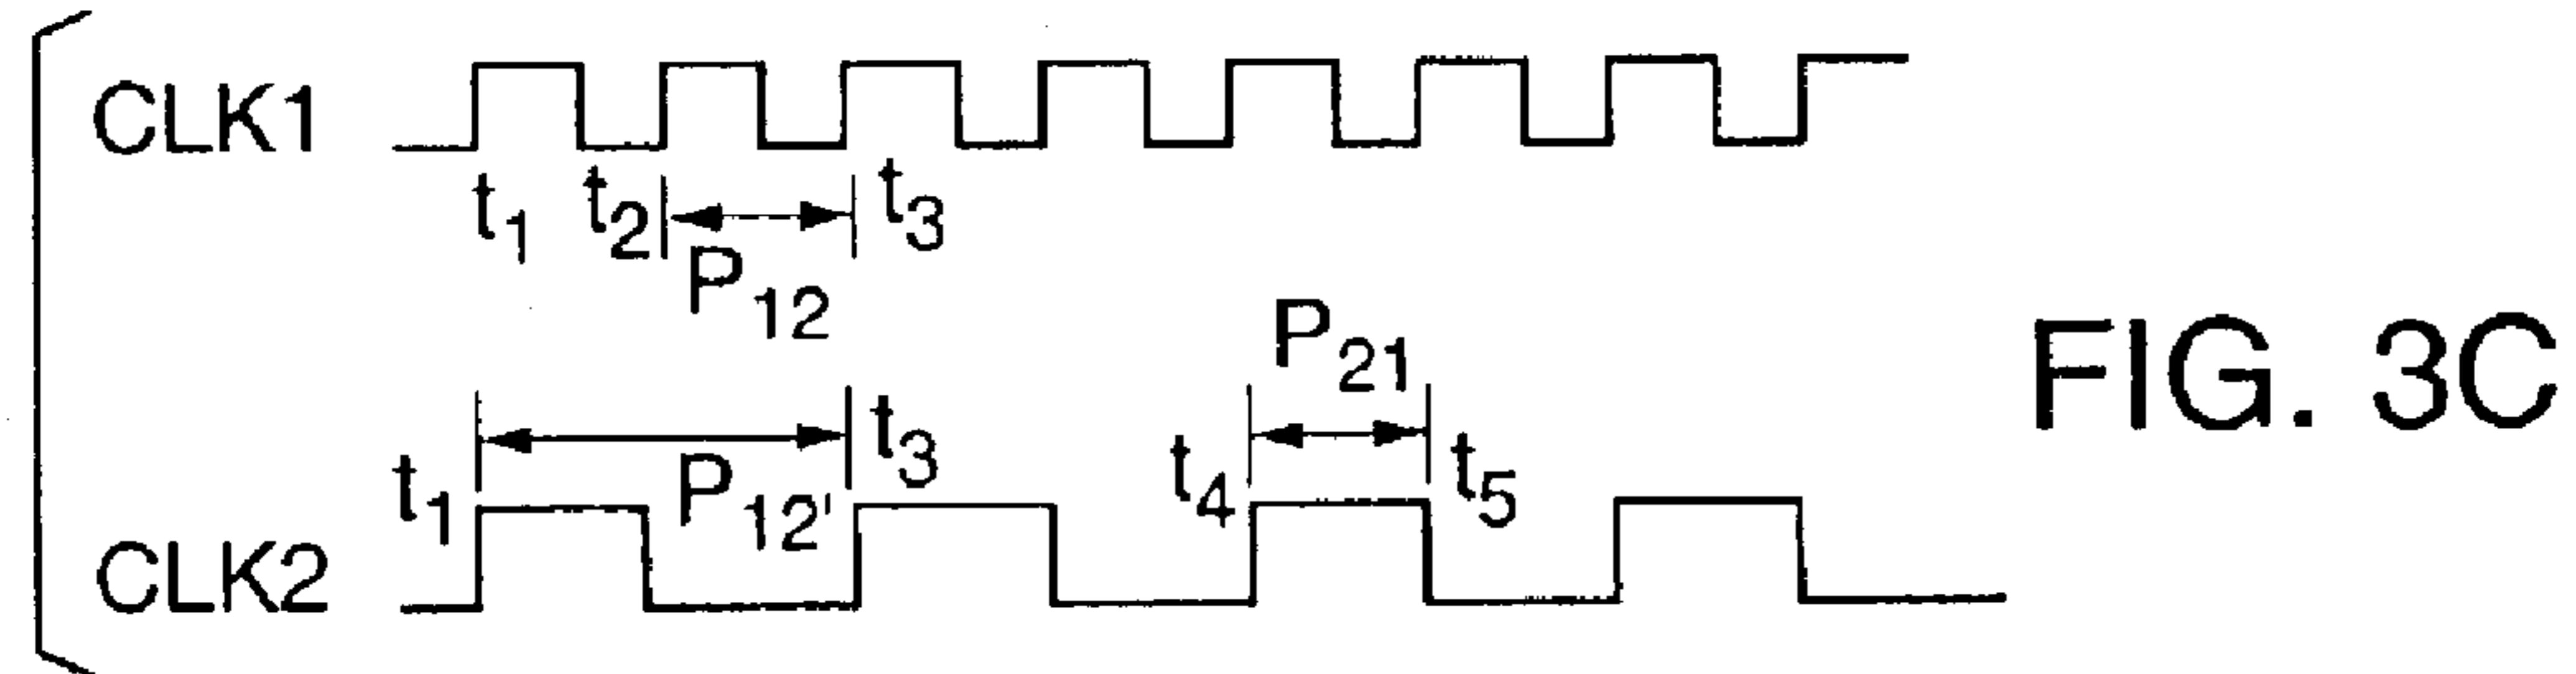 CLK1
t1 t2 t3
P12
P21
t1 t3 t4 t5
P12'
CLK2
FIG. 3C